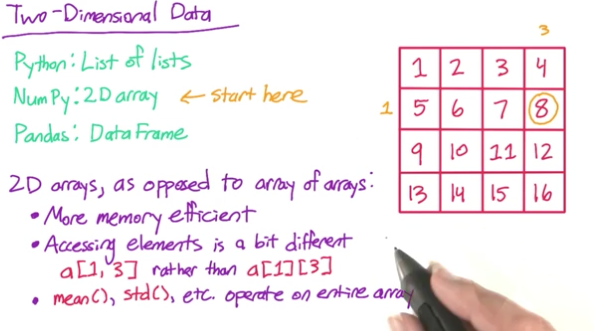 Two-Dimensional Data
Python: List of lists
NumPy: 2D array ← start here
Pandas: DataFrame
2D arrays, as opposed to array of arrays:
• More memory efficient
• Accessing elements is a bit different
a[1,3] rather than a[1][3]
• mean(), std(), etc. operate on entire array
3
1 2 3 4
1 5 6 7 8
9 10 11 12
13 14 15 16